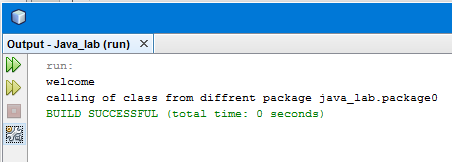 Output - Java_lab (run)
run:
welcome
calling of class from diffrent package java_lab.package0
BUILD SUCCESSFUL (total time: 0 seconds)